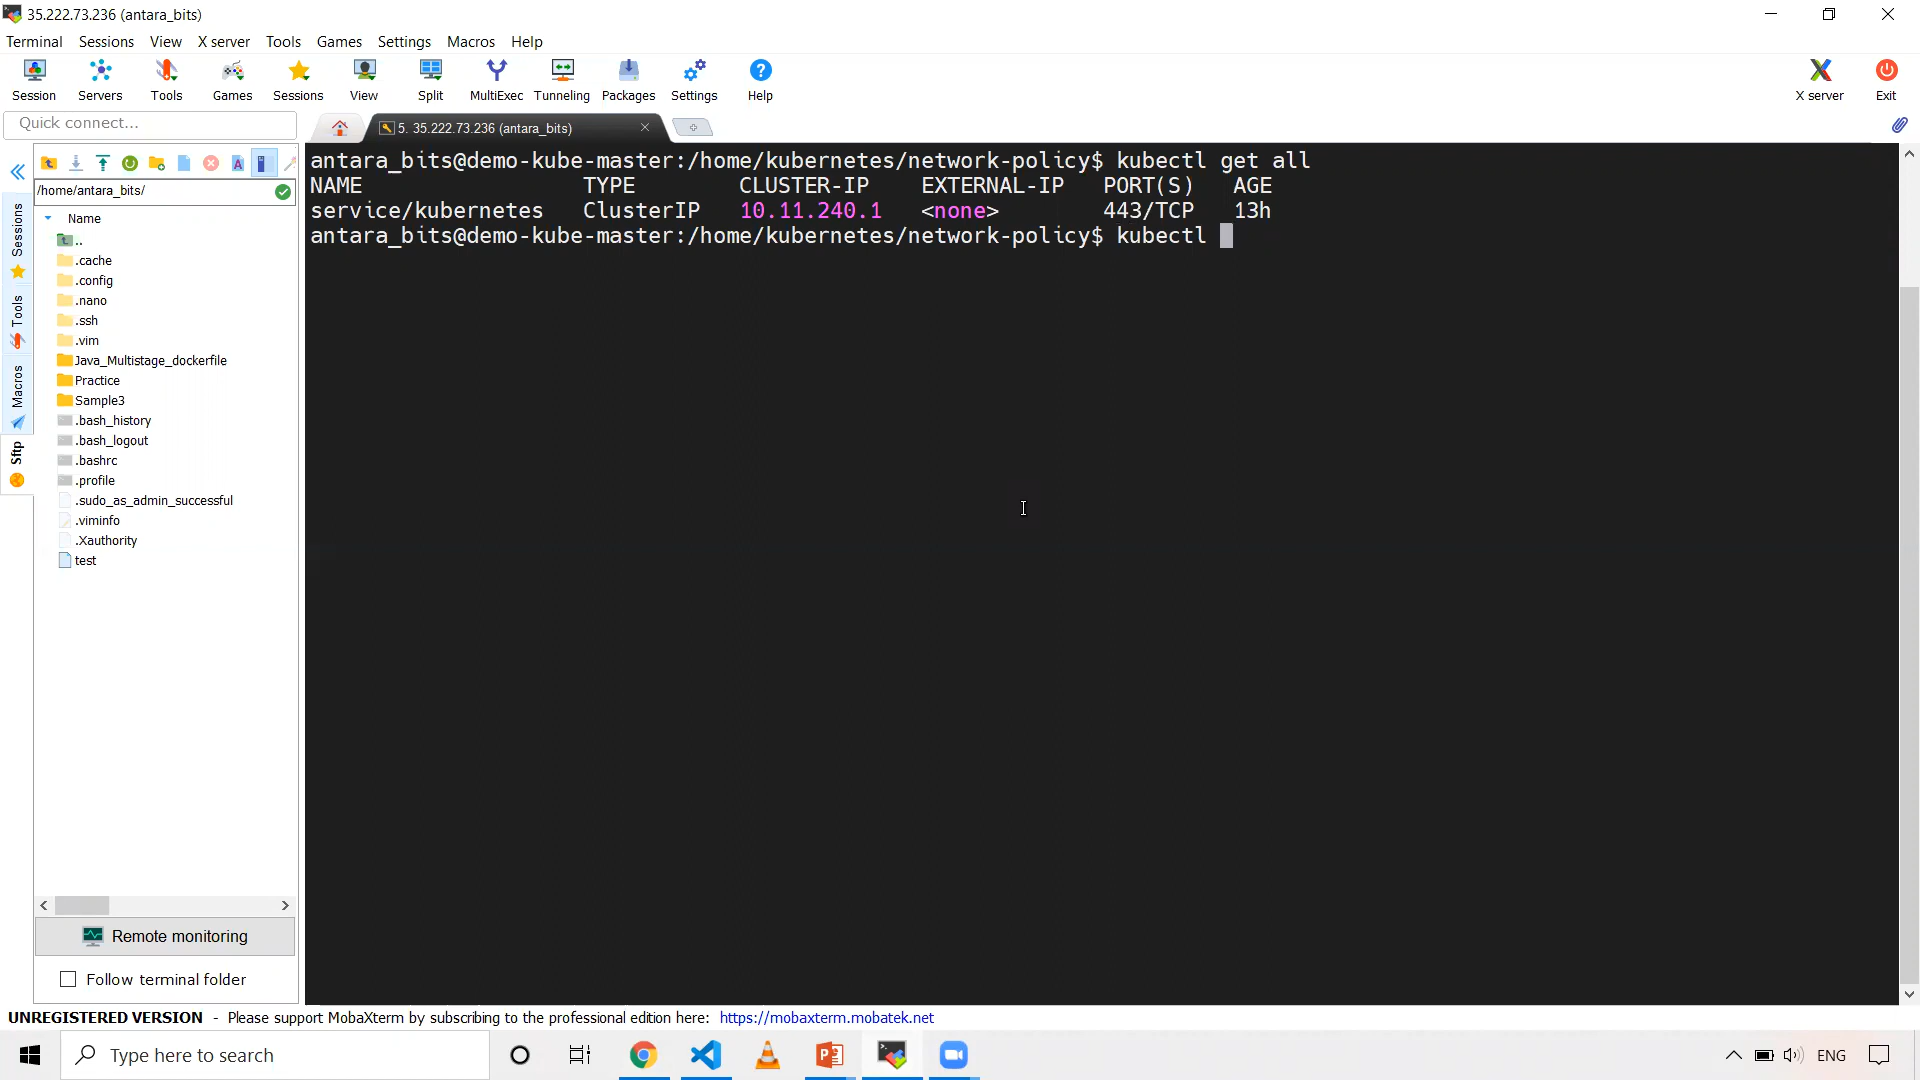 35.222.73.236 (antara_bits)
Terminal Sessions View X server Tools Games Settings Macros Help
Session Servers Tools Games Sessions View Split MultiExec Tunneling Packages Settings Help X server Exit
Quick connect...
5. 35.222.73.236 (antara_bits)
/home/antara_bits/
Name
..
.cache
.config
.nano
.ssh
.vim
Java_Multistage_dockerfile
Practice
Sample3
.bash_history
.bash_logout
.bashrc
.profile
.sudo_as_admin_successful
.viminfo
.Xauthority
test
Sessions
Tools
Macros
Sftp
Remote monitoring
Follow terminal folder
antara_bits@demo-kube-master:/home/kubernetes/network-policy$ kubectl get all
NAME TYPE CLUSTER-IP EXTERNAL-IP PORT(S) AGE
service/kubernetes ClusterIP 10.11.240.1 <none> 443/TCP 13h
antara_bits@demo-kube-master:/home/kubernetes/network-policy$ kubectl
UNREGISTERED VERSION - Please support MobaXterm by subscribing to the professional edition here: https://mobaxterm.mobatek.net
Type here to search
ENG